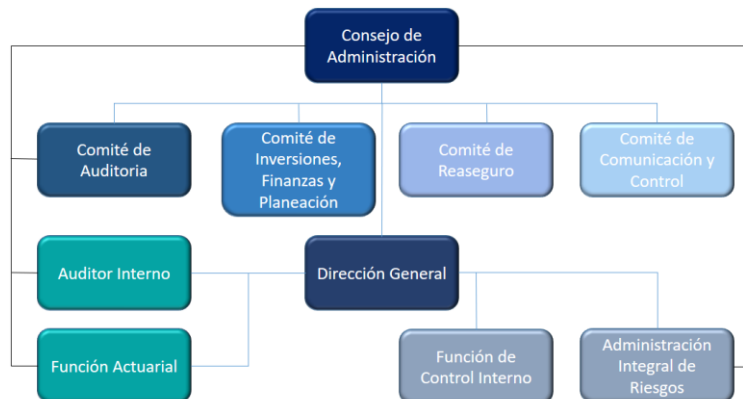 Consejo de
Administración
Comité de
Auditoria
Comité de
Inversiones,
Finanzas y
Planeación
Comité de
Reaseguro
Comité de
Comunicación y
Control
Auditor Interno
Dirección General
Función Actuarial
Función de
Control Interno
Administración
Integral de
Riesgos